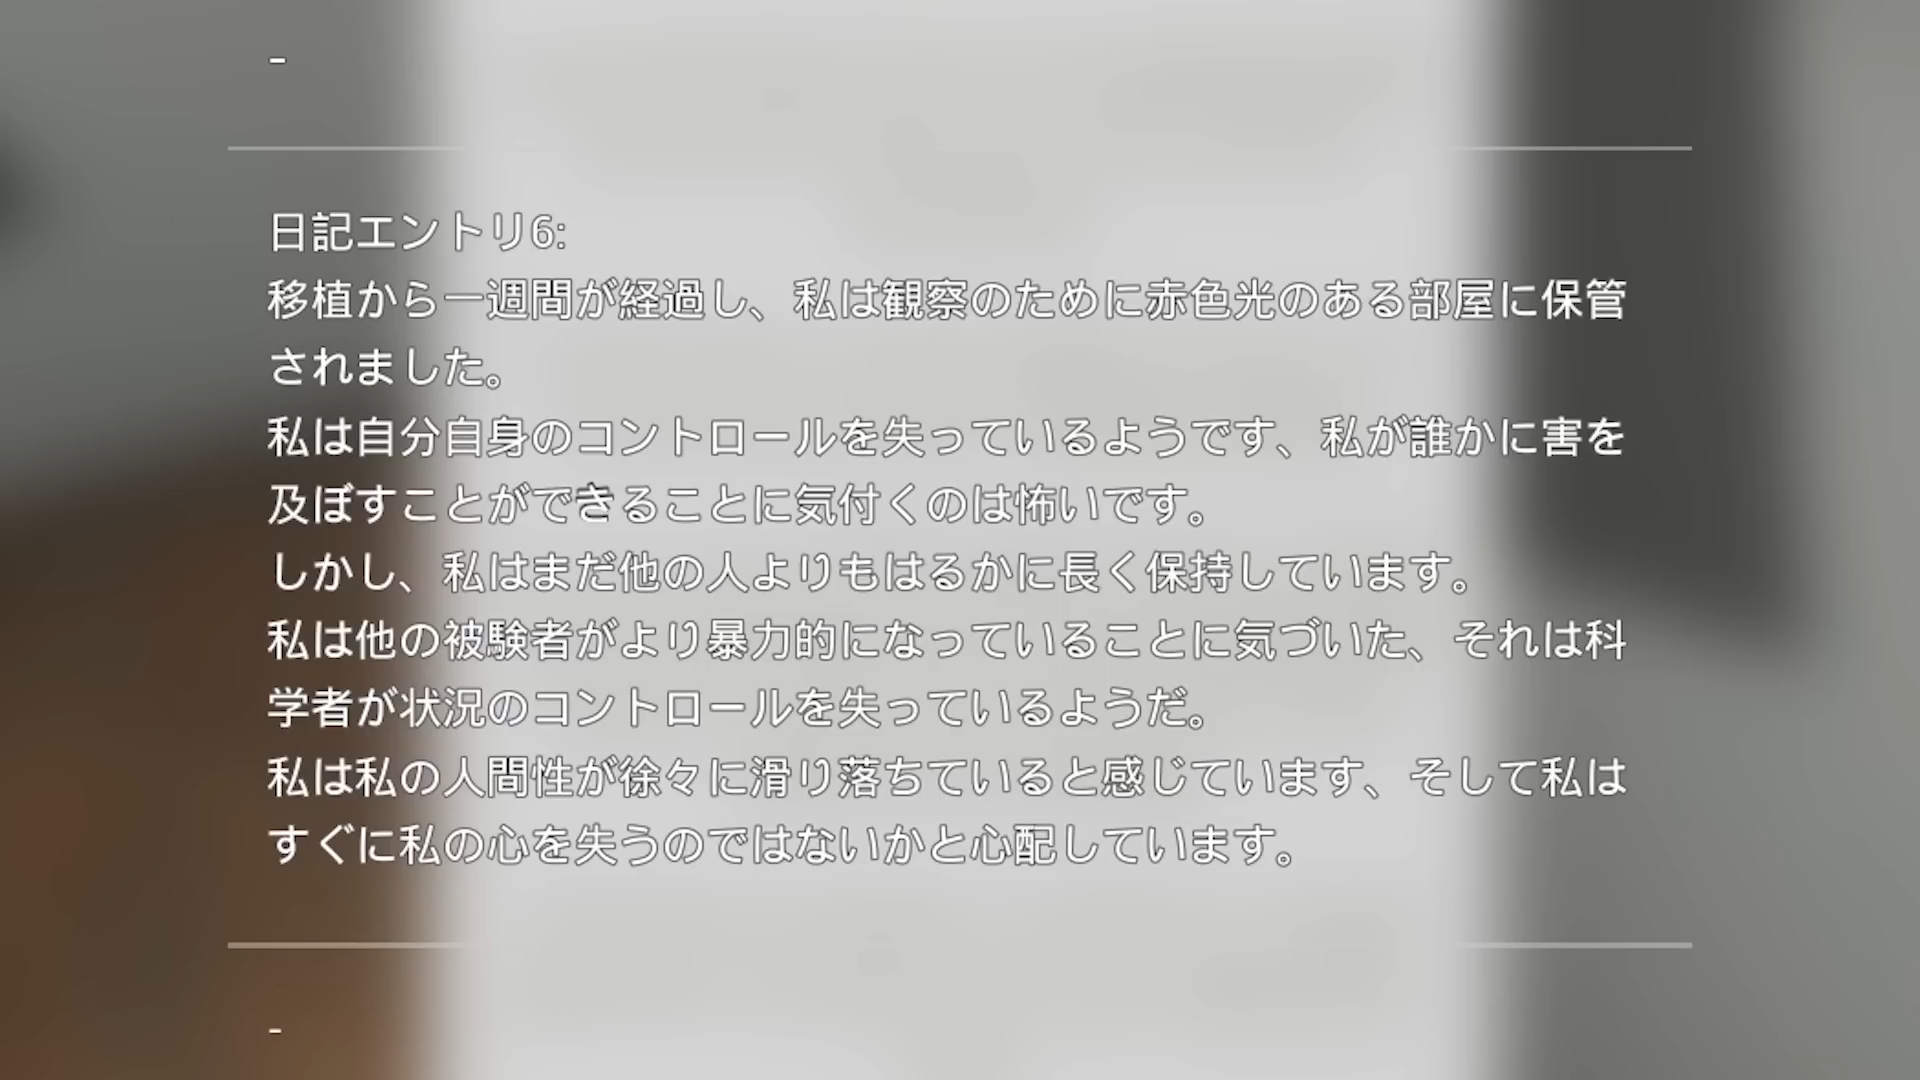 -
日記エントリ6:
移植から一週間が経過し、私は観察のために赤色光のある部屋に保管
されました。
私は自分自身のコントロールを失っているようです、私が誰かに害を
及ぼすことができることに気付くのは怖いです。
しかし、私はまだ他の人よりもはるかに長く保持しています。
私は他の被験者がより暴力的になっていることに気づいた、それは科
学者が状況のコントロールを失っているようだ。
私は私の人間性が徐々に滑り落ちていると感じています、そして私は
すぐに私の心を失うのではないかと心配しています。
-